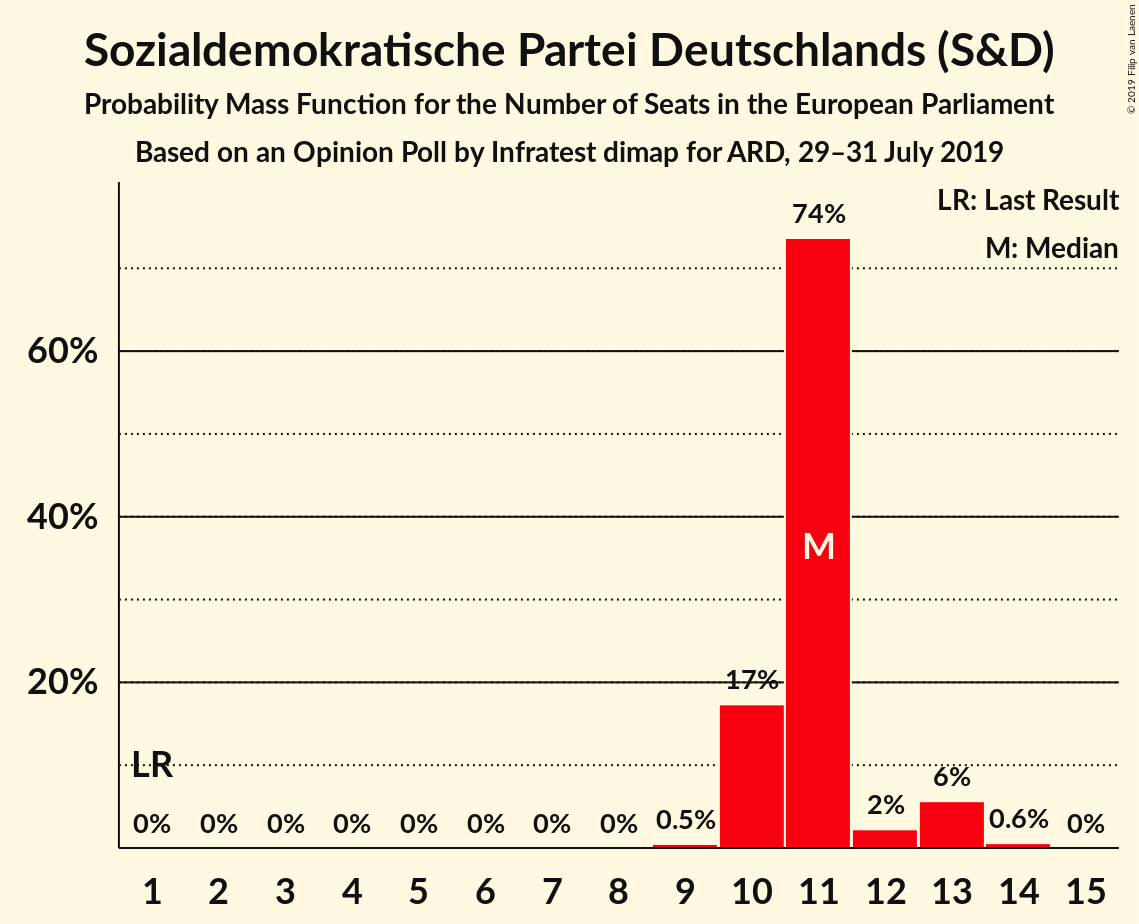 Sozialdemokratische Partei Deutschlands (S&D)
Probability Mass Function for the Number of Seats in the European Parliament
Based on an Opinion Poll by Infratest dimap for ARD, 29–31 July 2019
© 2019 Filip van Laenen
LR: Last Result
M: Median
74%
60%
40%
M
20%
17%
LR
6%
2%
0% 0% 0% 0% 0% 0% 0% 0% 0.5% 0.6% 0%
1 2 3 4 5 6 7 8 9 10 11 12 13 14 15